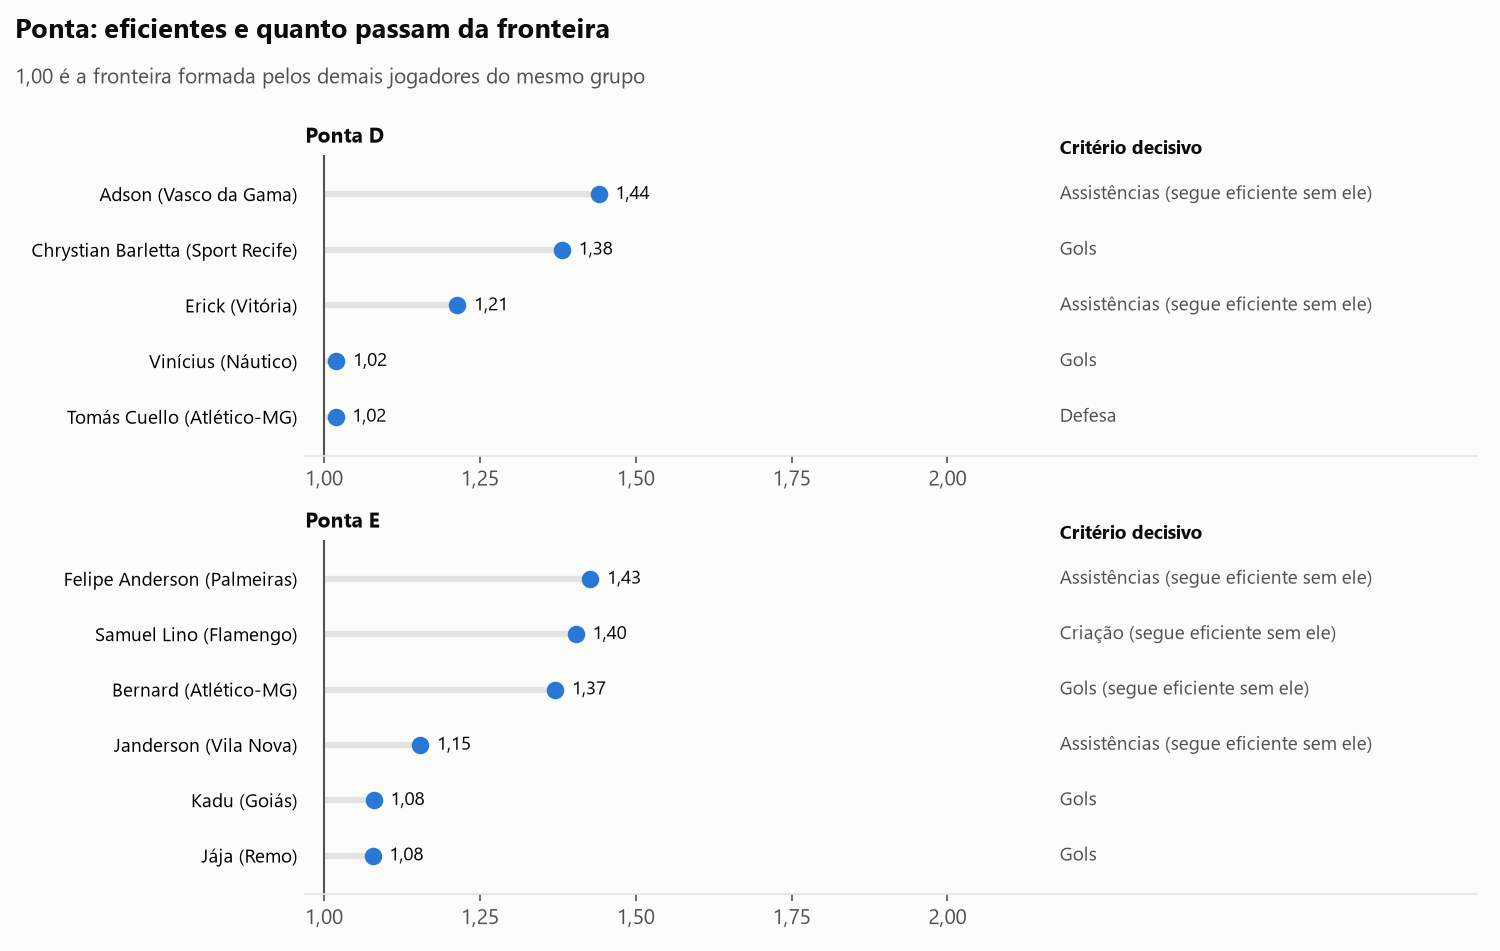 Ponta: eficientes e quanto passam da fronteira
1,00 é a fronteira formada pelos demais jogadores do mesmo grupo
Ponta D
Critério decisivo
Adson (Vasco da Gama) 1,44 Assistências (segue eficiente sem ele)
Chrystian Barletta (Sport Recife) 1,38 Gols
Erick (Vitória) 1,21 Assistências (segue eficiente sem ele)
Vinícius (Náutico) 1,02 Gols
Tomás Cuello (Atlético-MG) 1,02 Defesa
1,00 1,25 1,50 1,75 2,00
Ponta E
Critério decisivo
Felipe Anderson (Palmeiras) 1,43 Assistências (segue eficiente sem ele)
Samuel Lino (Flamengo) 1,40 Criação (segue eficiente sem ele)
Bernard (Atlético-MG) 1,37 Gols (segue eficiente sem ele)
Janderson (Vila Nova) 1,15 Assistências (segue eficiente sem ele)
Kadu (Goiás) 1,08 Gols
Jája (Remo) 1,08 Gols
1,00 1,25 1,50 1,75 2,00